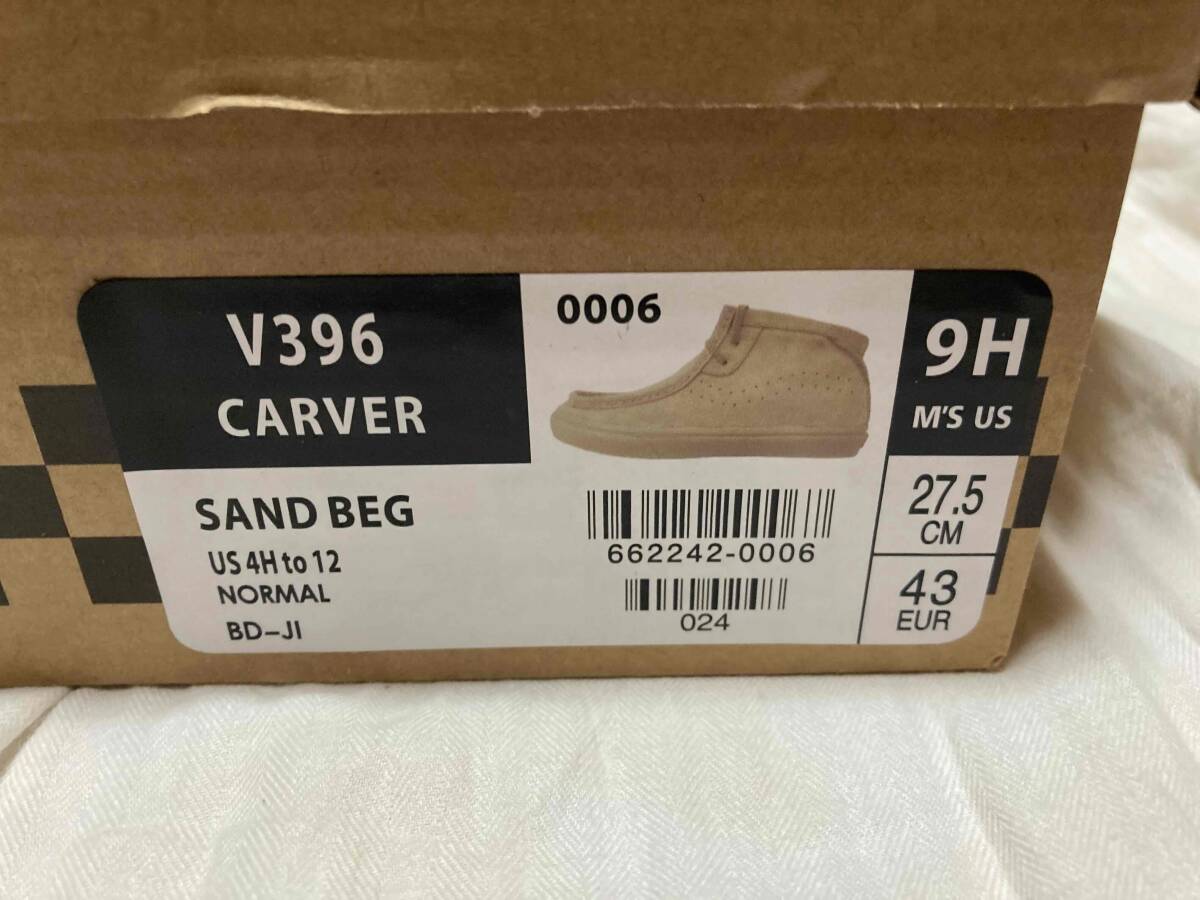 V396
CARVER
0006
9H
M'S US
SAND BEG
US 4H to 12
NORMAL
BD-JI
662242-0006
024
27.5
CM
43
EUR